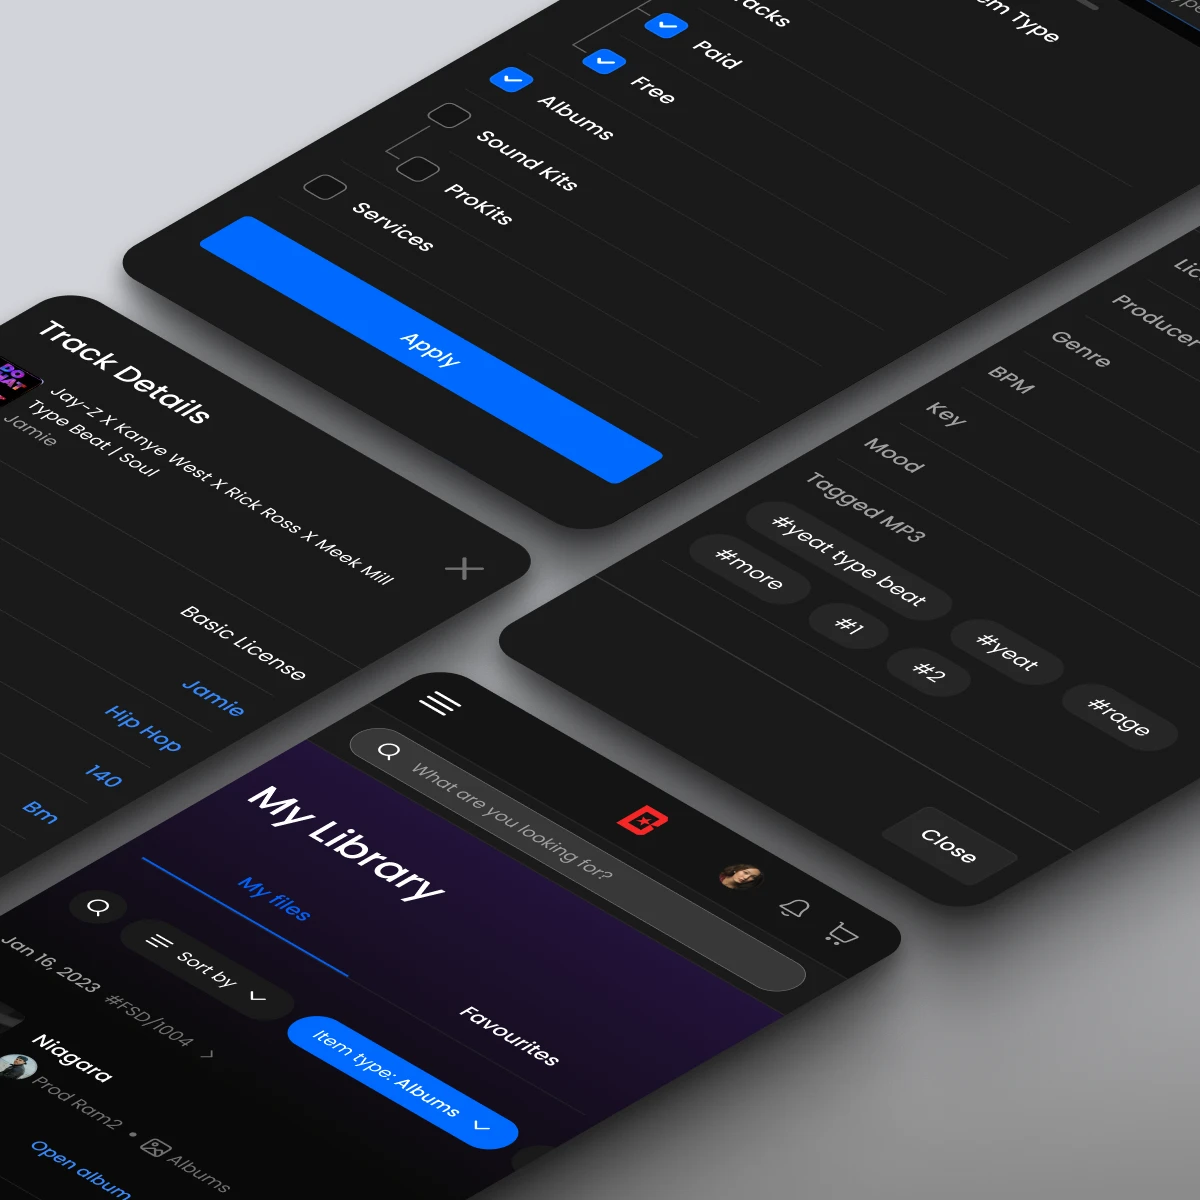 em Type
Paid
Free
Albums
Sound Kits
ProKits
Services
Apply
Track Details
Jay-Z X Kanye West X Rick Ross X Meek Mill
Type Beat | Soul
Jamie
Basic License
Jamie
Hip Hop
140
Bm
Producer
Genre
BPM
Key
Mood
Tagged MP3
#yeat type beat
#yeat
#rage
#more
#1
#2
Close
What are you looking for?
My Library
My files
Favourites
Sort by
Item type: Albums
Jan 16, 2023 #FSD/1004
Niagara
Prod Ram2 • Albums
Open album